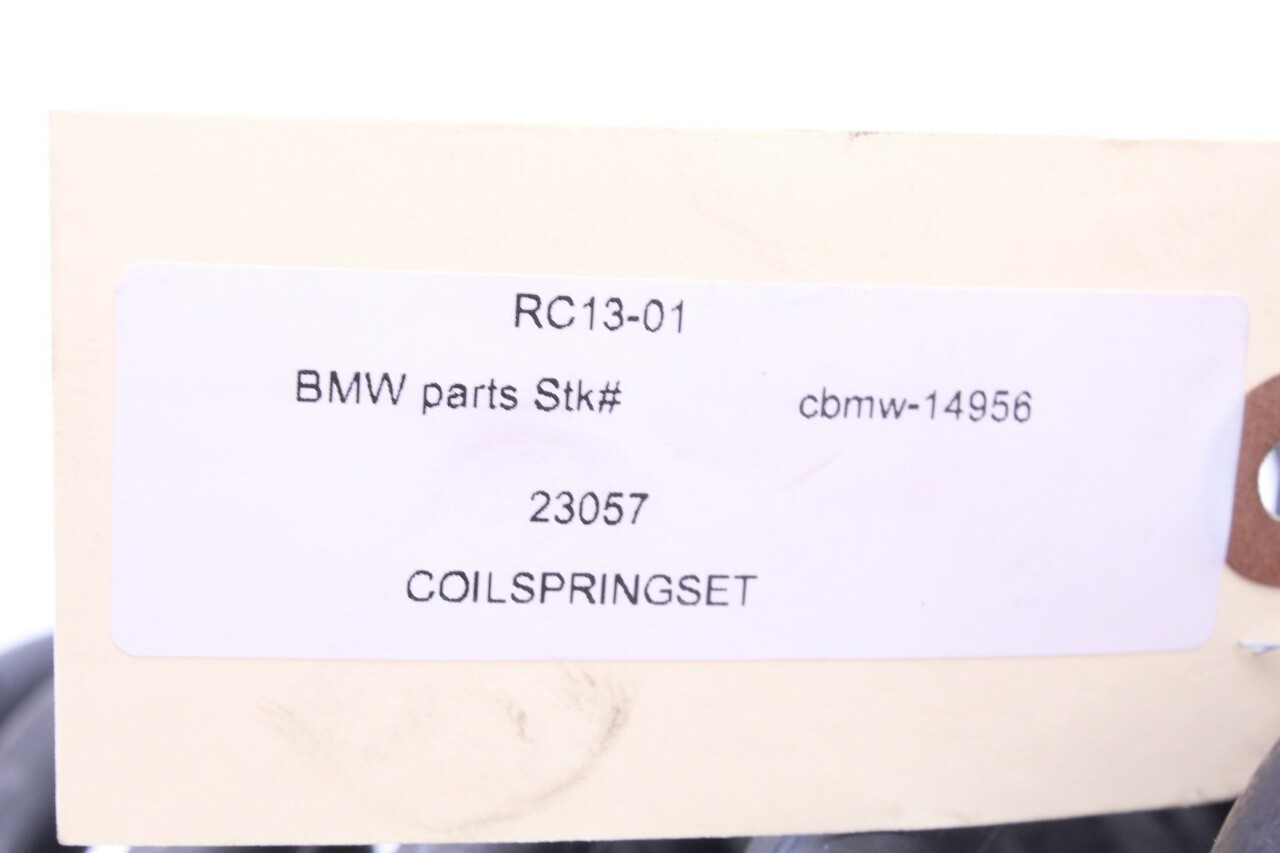 RC13-01
BMW parts Stk# cbmw-14956
23057
COILSPRINGSET